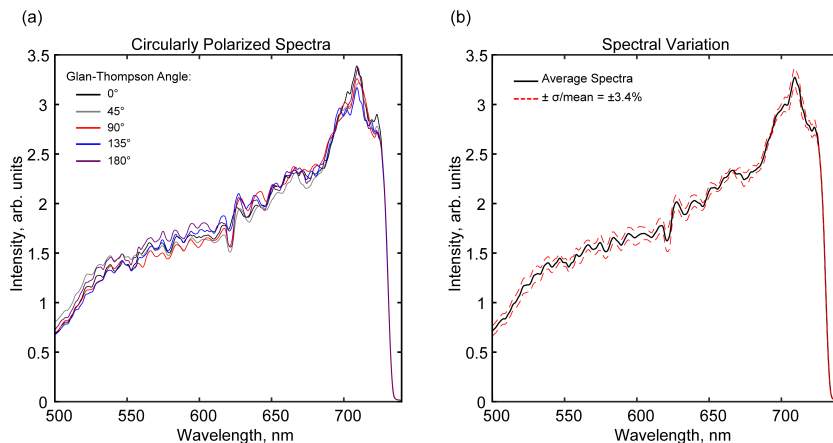 (a)
Circularly Polarized Spectra
3.5
3
2.5
2
1.5
1
0.5
0
Intensity, arb. units
Glan-Thompson Angle:
0°
45°
90°
135°
180°
500
550
600
650
700
Wavelength, nm
(b)
Spectral Variation
3.5
3
2.5
2
1.5
1
0.5
0
Intensity, arb. units
Average Spectra
± σ/mean = ±3.4%
500
550
600
650
700
Wavelength, nm